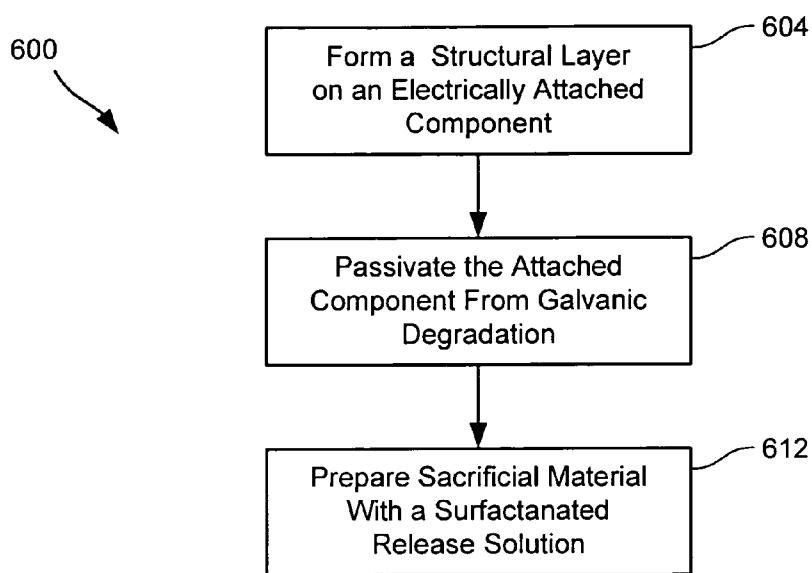 600
604
Form a Structural Layer
on an Electrically Attached
Component
608
Passivate the Attached
Component From Galvanic
Degradation
612
Prepare Sacrificial Material
With a Surfactanated
Release Solution